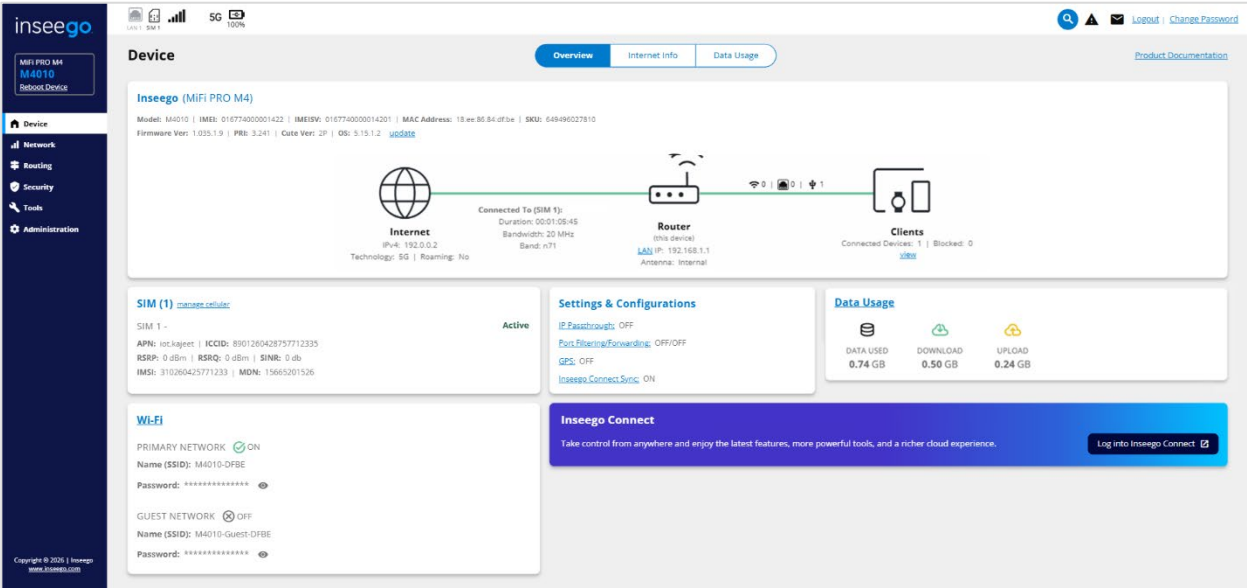 inseego
LAN 1 SIM 1
5G 100%
Logout | Change Password
MiFi PRO M4
M4010
Reboot Device
Device
Overview Internet Info Data Usage
Product Documentation
Device
Network
Routing
Security
Tools
Administration
Inseego (MiFi PRO M4)
Model: M4010 | IMEI: 016774000001422 | IMEISV: 0167740000014201 | MAC Address: 18:ee:86:84:df:be | SKU: 649496027810
Firmware Ver: 1.035.1.9 | PRI: 3.241 | Cute Ver: 2P | OS: 5.15.1.2 update
Internet
IPv4: 192.0.0.2
Technology: 5G | Roaming: No
Connected To (SIM 1):
Duration: 00:01:05:45
Bandwidth: 20 MHz
Band: n71
Router
(this device)
LAN IP: 192.168.1.1
Antenna: Internal
0 | 0 | 1
Clients
Connected Devices: 1 | Blocked: 0
view
SIM (1) manage cellular
SIM 1 -
Active
APN: iot.kajeet | ICCID: 8901260428757712335
RSRP: 0 dBm | RSRQ: 0 dBm | SINR: 0 db
IMSI: 310260425771233 | MDN: 15665201526
Settings & Configurations
IP Passthrough: OFF
Port Filtering/Forwarding: OFF/OFF
GPS: OFF
Inseego Connect Sync: ON
Data Usage
DATA USED DOWNLOAD UPLOAD
0.74 GB 0.50 GB 0.24 GB
Wi-Fi
PRIMARY NETWORK ON
Name (SSID): M4010-DFBE
Password: **************
GUEST NETWORK OFF
Name (SSID): M4010-Guest-DFBE
Password: **************
Inseego Connect
Take control from anywhere and enjoy the latest features, more powerful tools, and a richer cloud experience.
Log into Inseego Connect
Copyright © 2026 | Inseego
www.inseego.com